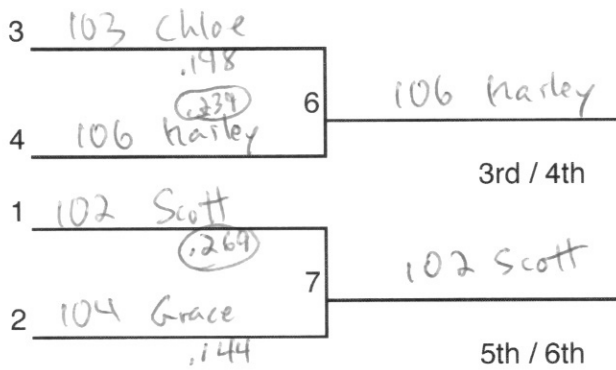 3 103 Chloe
.198
.239
6
106 Harley
4 106 Harley
3rd / 4th
1 102 Scott
.269
7
102 Scott
2 104 Grace
.144
5th / 6th